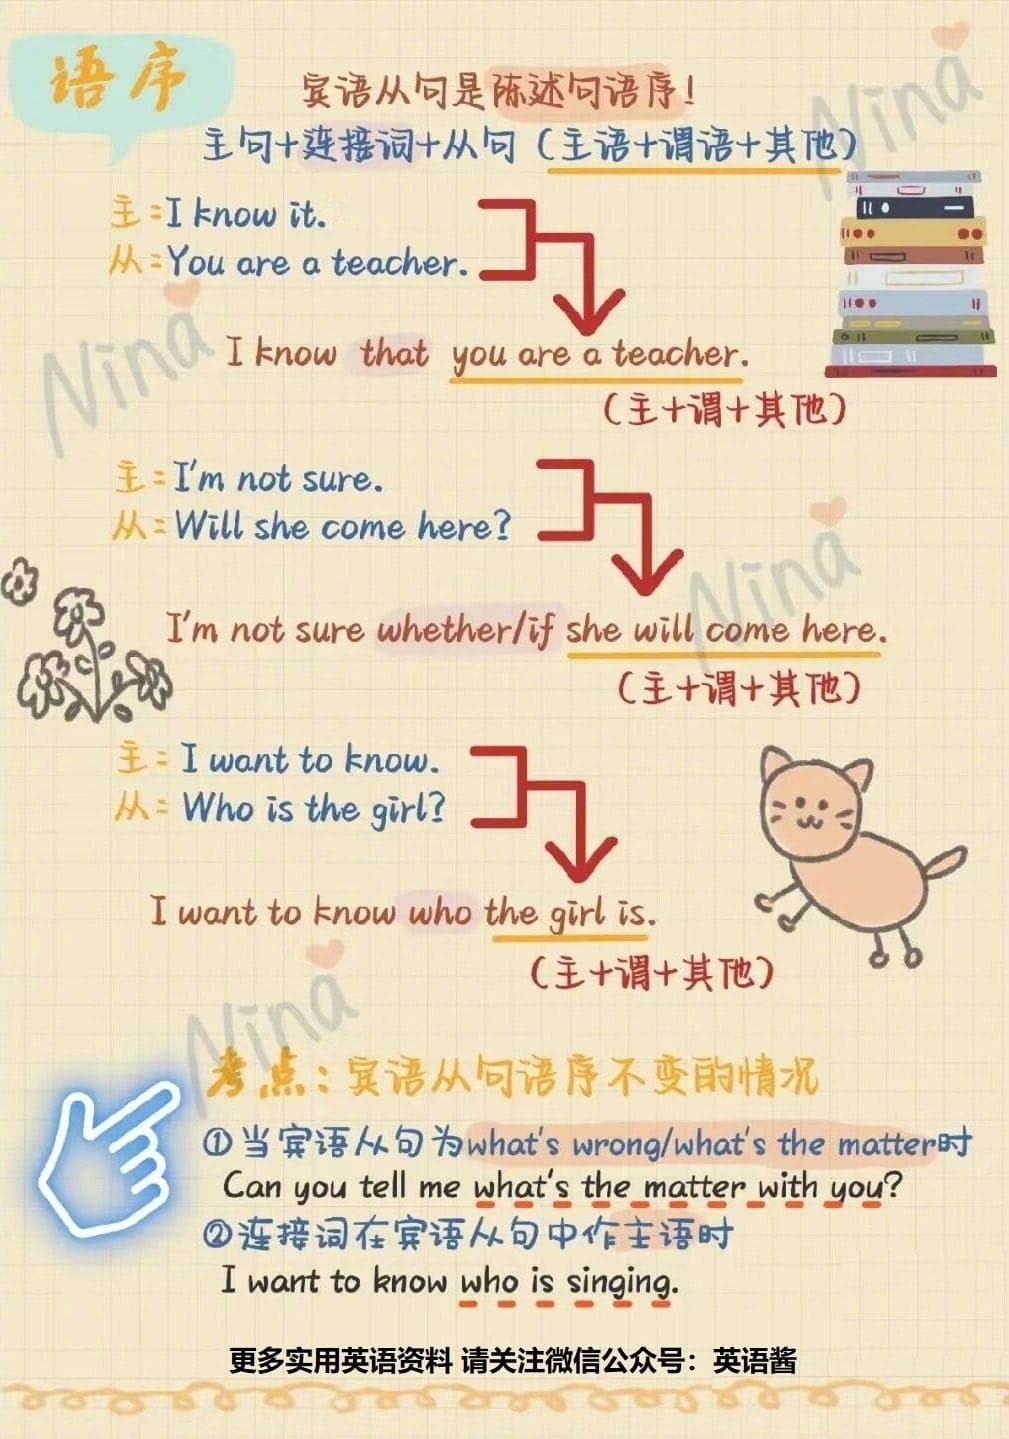 语序
宾语从句是陈述句语序!
主句+连接词+从句(主语+谓语+其他)
主=I know it.
从=You are a teacher.
I know that you are a teacher.
(主+谓+其他)
主=I'm not sure.
从=Will she come here?
I'm not sure whether/if she will come here.
(主+谓+其他)
主=I want to know.
从=Who is the girl?
I want to know who the girl is.
(主+谓+其他)
考点:宾语从句语序不变的情况
①当宾语从句为what's wrong/what's the matter时
Can you tell me what's the matter with you?
②连接词在宾语从句中作主语时
I want to know who is singing.
更多实用英语资料 请关注微信公众号：英语酱
Nina
Nina
Nina
Nina